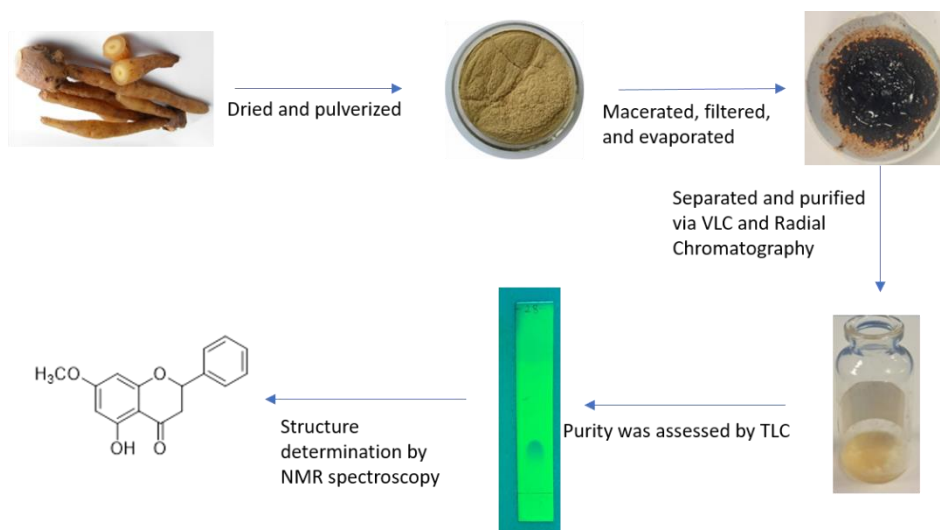 Dried and pulverized
Macerated, filtered,
and evaporated
Separated and purified
via VLC and Radial
Chromatography
Purity was assessed by TLC
Structure
determination by
NMR spectroscopy
H₃CO
O
OH
O